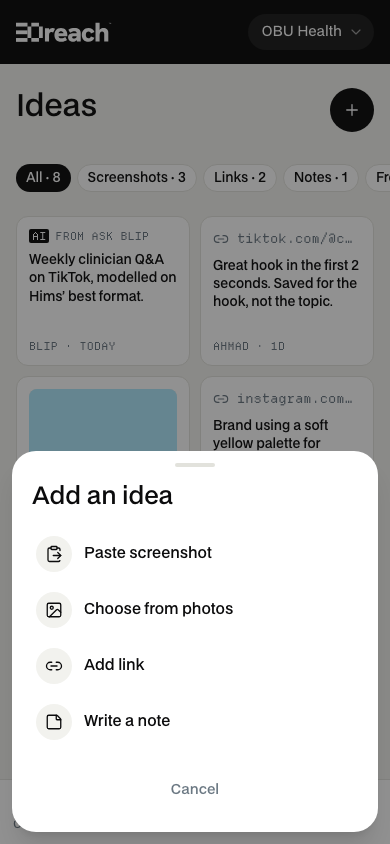 reach
OBU Health
Ideas
All · 8
Screenshots · 3
Links · 2
Notes · 1
AI FROM ASK BLIP
Weekly clinician Q&A
on TikTok, modelled on
Hims’ best format.
BLIP · TODAY
tiktok.com/@c…
Great hook in the first 2
seconds. Saved for the
hook, not the topic.
AHMAD · 1D
instagram.com…
Brand using a soft
yellow palette for
Add an idea
Paste screenshot
Choose from photos
Add link
Write a note
Cancel